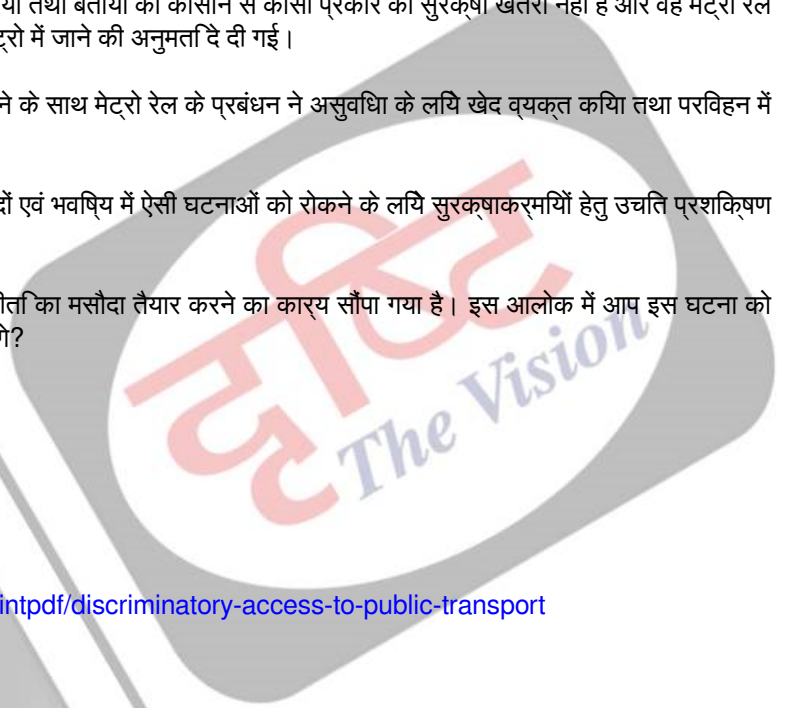 तथा बताया कि किसान से किसी प्रकार का सुरक्षा खतरा नहीं है और वह मेट्रो रेल
ट्रो में जाने की अनुमति दे दी गई।
ने के साथ मेट्रो रेल के प्रबंधन ने असुविधा के लिये खेद व्यक्त किया तथा परिवहन में
दों एवं भविष्य में ऐसी घटनाओं को रोकने के लिये सुरक्षाकर्मियों हेतु उचित प्रशिक्षण
ीति का मसौदा तैयार करने का कार्य सौंपा गया है। इस आलोक में आप इस घटना को
गे?
दृष्टि
The Vision
intpdf/discriminatory-access-to-public-transport